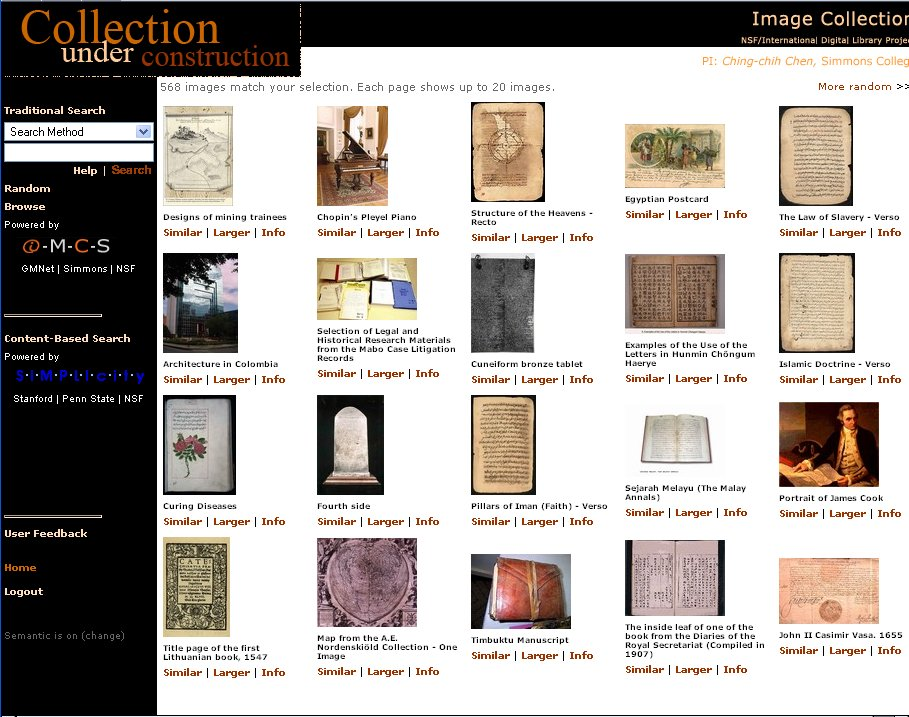 Collection
under construction
Image Collection
NSF/International| Digital| Library Proje
PI: Ching-chih Chen, Simmons Colleg
568 images match your selection. Each page shows up to 20 images.
More random >>
Traditional Search
Search Method
Help | Search
Random
Browse
Powered by
i-M-C-S
GMNet | Simmons | NSF
Content-Based Search
Powered by
S·i·M·P·l·i·c·i·t·y
Stanford | Penn State | NSF
User Feedback
Home
Logout
Semantic is on (change)
Designs of mining trainees
Similar | Larger | Info
Chopin's Pleyel Piano
Similar | Larger | Info
Structure of the Heavens -
Recto
Similar | Larger | Info
Egyptian Postcard
Similar | Larger | Info
The Law of Slavery - Verso
Similar | Larger | Info
Architecture in Colombia
Similar | Larger | Info
Selection of Legal and
Historical Research Materials
from the Mabo Case Litigation
Records
Similar | Larger | Info
Cuneiform bronze tablet
Similar | Larger | Info
Examples of the Use of the
Letters in Hunmin Chŏngum
Haerye
Similar | Larger | Info
Islamic Doctrine - Verso
Similar | Larger | Info
Curing Diseases
Similar | Larger | Info
Fourth side
Similar | Larger | Info
Pillars of Iman (Faith) - Verso
Similar | Larger | Info
Sejarah Melayu (The Malay
Annals)
Similar | Larger | Info
Portrait of James Cook
Similar | Larger | Info
Title page of the first
Lithuanian book, 1547
Similar | Larger | Info
Map from the A.E.
Nordenskiöld Collection - One
Image
Similar | Larger | Info
Timbuktu Manuscript
Similar | Larger | Info
The inside leaf of one of the
book from the Diaries of the
Royal Secretariat (Compiled in
1907)
Similar | Larger | Info
John II Casimir Vasa. 1655
Similar | Larger | Info